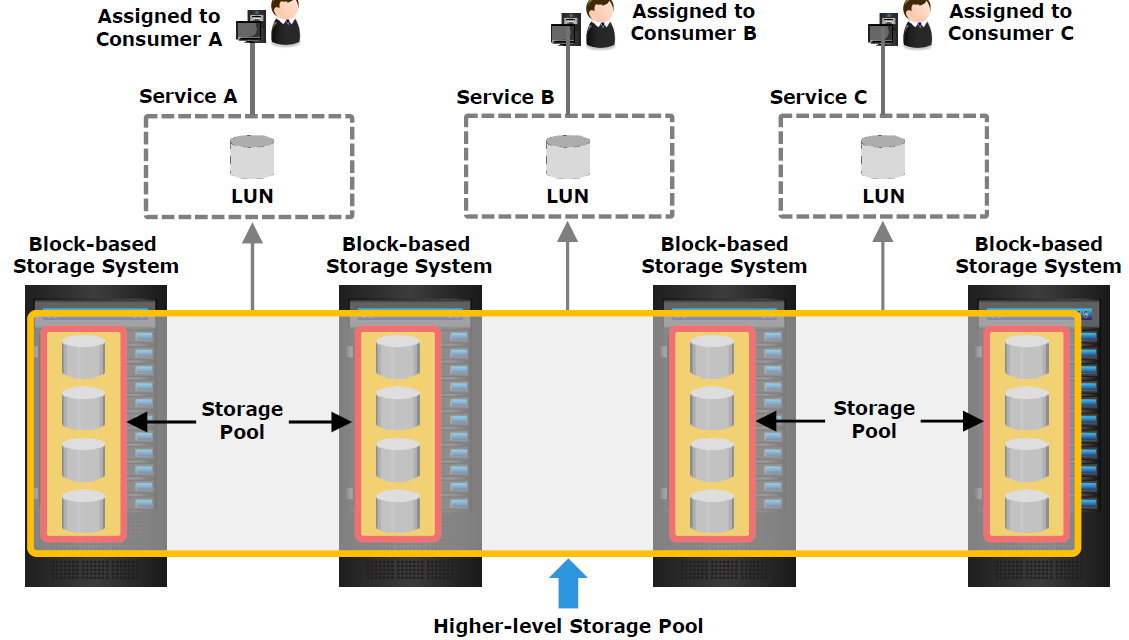 Assigned to
Consumer A
Assigned to
Consumer B
Assigned to
Consumer C
Service A
Service B
Service C
LUN
LUN
LUN
Block-based
Storage System
Block-based
Storage System
Block-based
Storage System
Block-based
Storage System
Storage
Pool
Storage
Pool
Higher-level Storage Pool